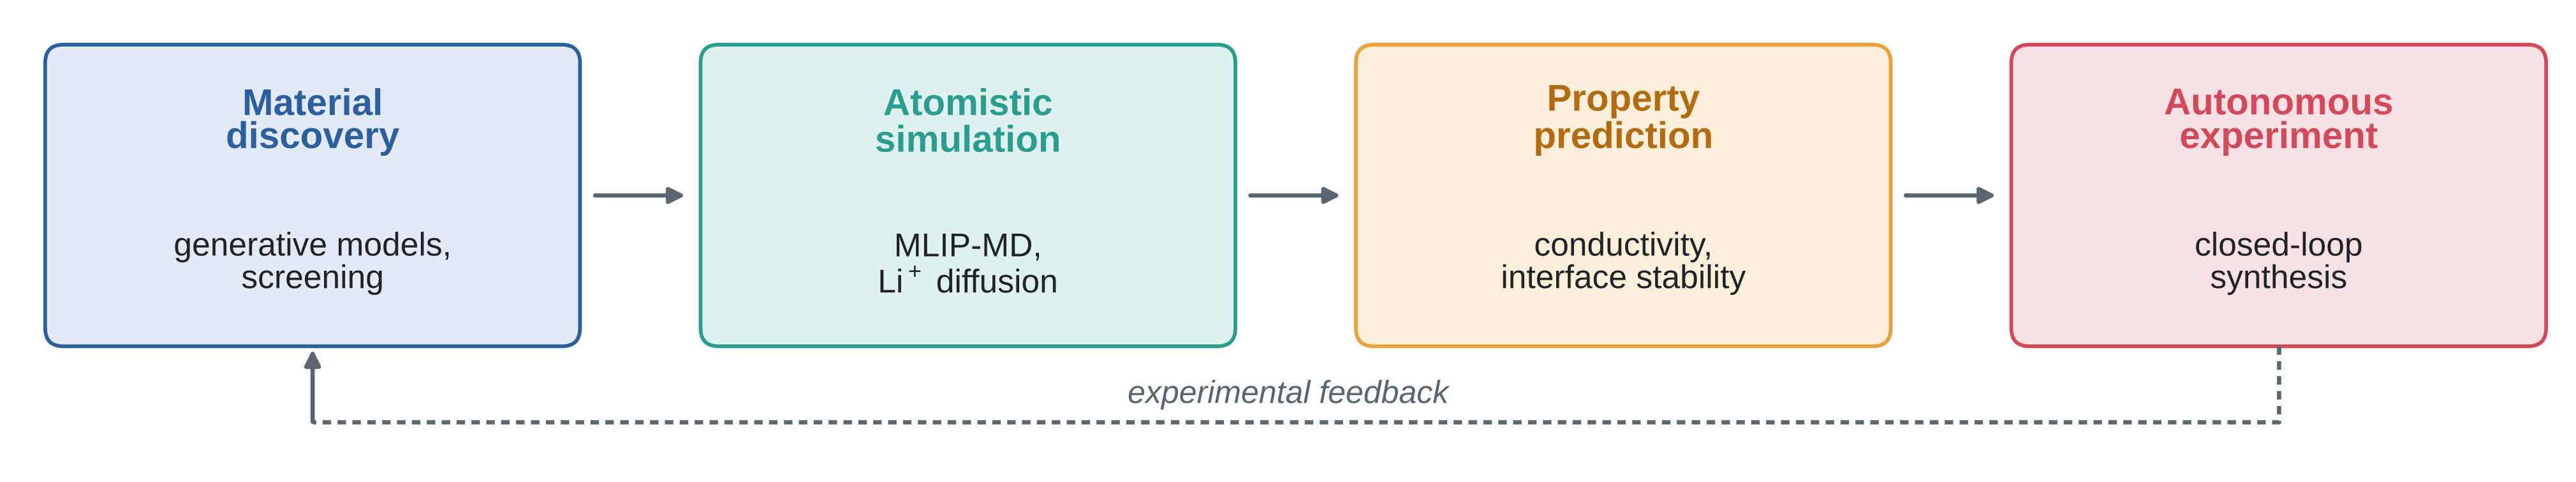 Material
discovery
generative models,
screening
Atomistic
simulation
MLIP-MD,
Li⁺ diffusion
Property
prediction
conductivity,
interface stability
Autonomous
experiment
closed-loop
synthesis
experimental feedback